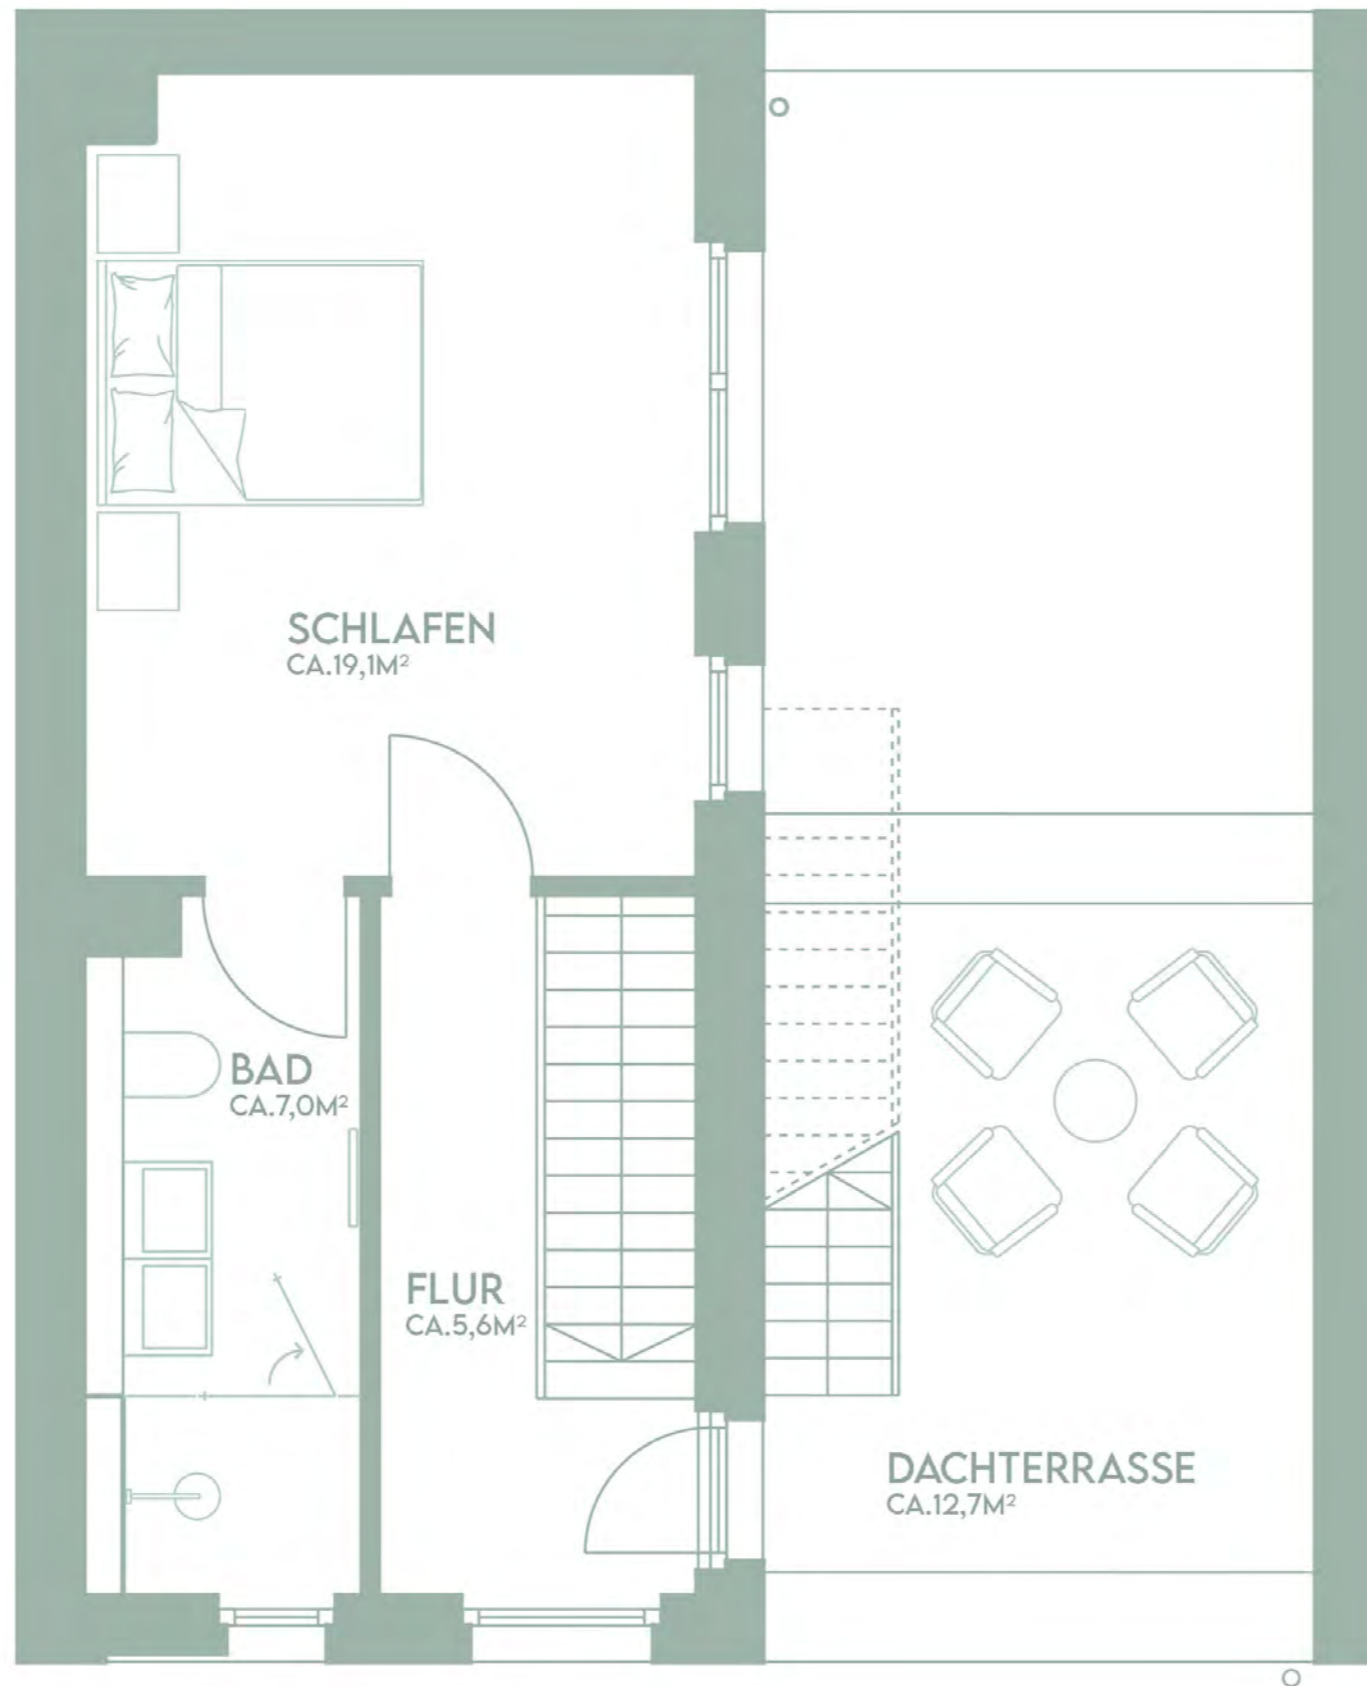 SCHLAFEN
CA.19,1M²
BAD
CA.7,0M²
FLUR
CA.5,6M²
DACHTERRASSE
CA.12,7M²